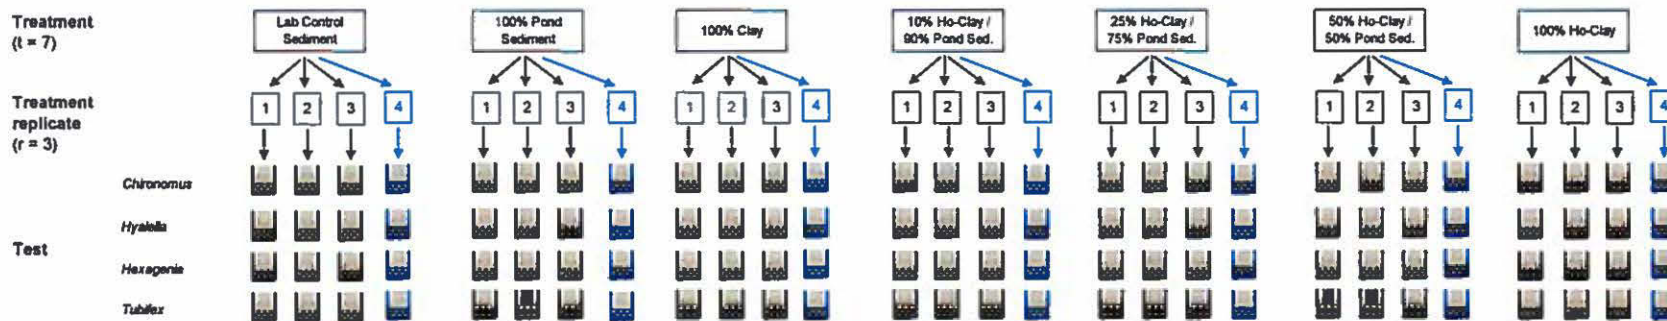 Treatment
(t = 7)
Lab Control
Sediment
100% Pond
Sediment
100% Clay
10% Ho-Clay /
90% Pond Sed.
25% Ho-Clay /
75% Pond Sed.
50% Ho-Clay /
50% Pond Sed.
100% Ho-Clay
Treatment
replicate
(r = 3)
1 2 3 4
1 2 3 4
1 2 3 4
1 2 3 4
1 2 3 4
1 2 3 4
1 2 3 4
Test
Chironomus
Hyalella
Hexagenia
Tubifex